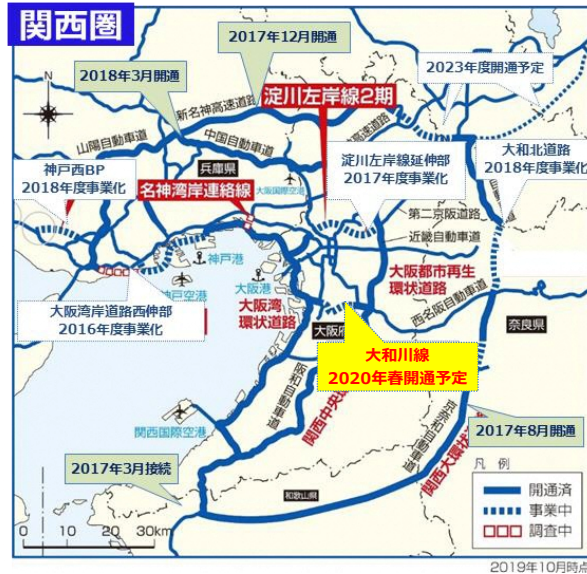 関西圏
2017年12月開通
2018年3月開通
淀川左岸線2期
2023年度開通予定
N
新名神高速道路
山陽自動車道
中国自動車道
高速道路
兵庫県
神戸西BP
2018年度事業化
名神湾岸連絡線
大阪国際空港
淀川左岸線延伸部
2017年度事業化
大和北道路
2018年度事業化
第二京阪道路
近畿自動車道
神戸港
神戸空港
大阪港
大阪湾環状道路
大阪都市再生
環状道路
西名阪自動車道
大阪湾岸道路西伸部
2016年度事業化
大阪府
奈良県
大和川線
2020年春開通予定
阪和自動車道
関西中央
京奈和自動車道
関西大環状道
関西国際空港
2017年8月開通
2017年3月接続
和歌山県
凡 例
開通済
事業中
調査中
0 10 20 30km
2019年10月時点